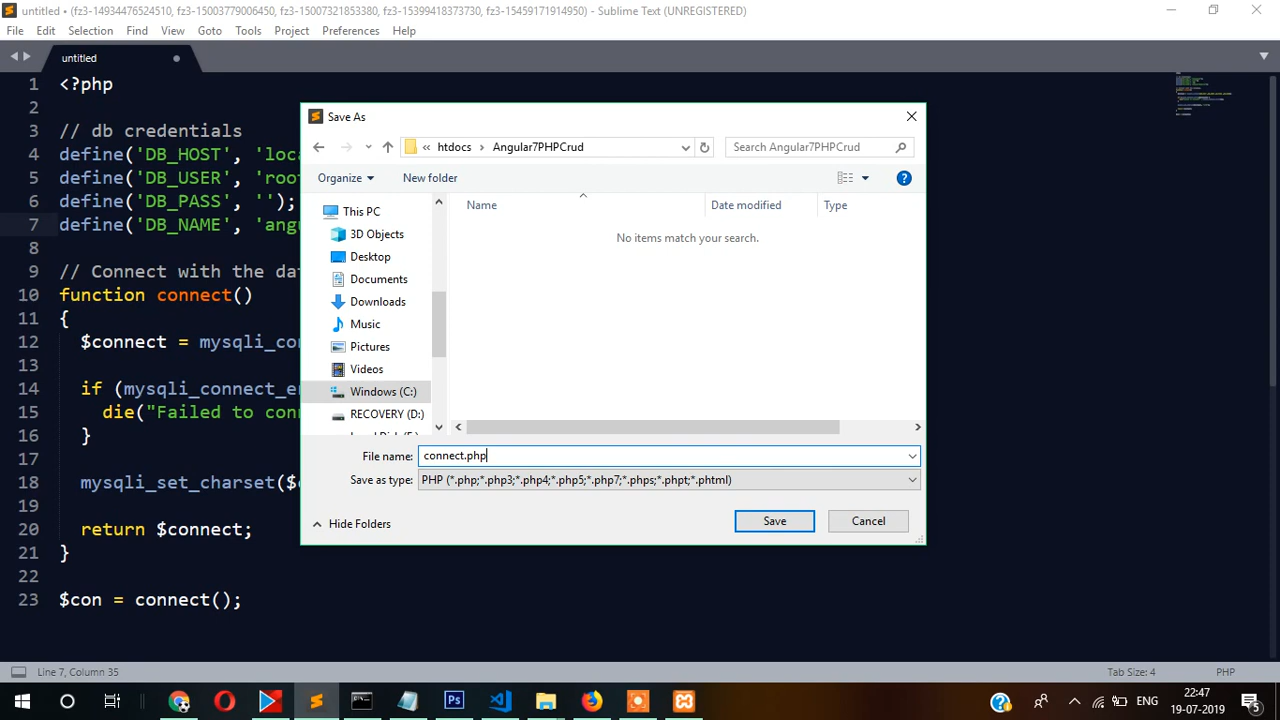 untitled • (fz3-14934476524510, fz3-15003779006450, fz3-15007321853380, fz3-15399419373730, fz3-15459171914950) - Sublime Text (UNREGISTERED)
File Edit Selection Find View Goto Tools Project Preferences Help
untitled
1 <?php
2
3 // db credentials
4 define('DB_HOST', 'loca
5 define('DB_USER', 'root
6 define('DB_PASS', '');
7 define('DB_NAME', 'angu
8
9 // Connect with the dat
10 function connect()
11 {
12 $connect = mysqli_con
13
14 if (mysqli_connect_er
15 die("Failed to conn
16 }
17
18 mysqli_set_charset($c
19
20 return $connect;
21 }
22
23 $con = connect();
Save As
« htdocs › Angular7PHPCrud
Search Angular7PHPCrud
Organize New folder
Name Date modified Type
No items match your search.
This PC
3D Objects
Desktop
Documents
Downloads
Music
Pictures
Videos
Windows (C:)
RECOVERY (D:)
File name: connect.php
Save as type: PHP (*.php;*.php3;*.php4;*.php5;*.php7;*.phps;*.phpt;*.phtml)
Hide Folders
Save Cancel
Line 7, Column 35
Tab Size: 4 PHP
ENG
22:47
19-07-2019
5